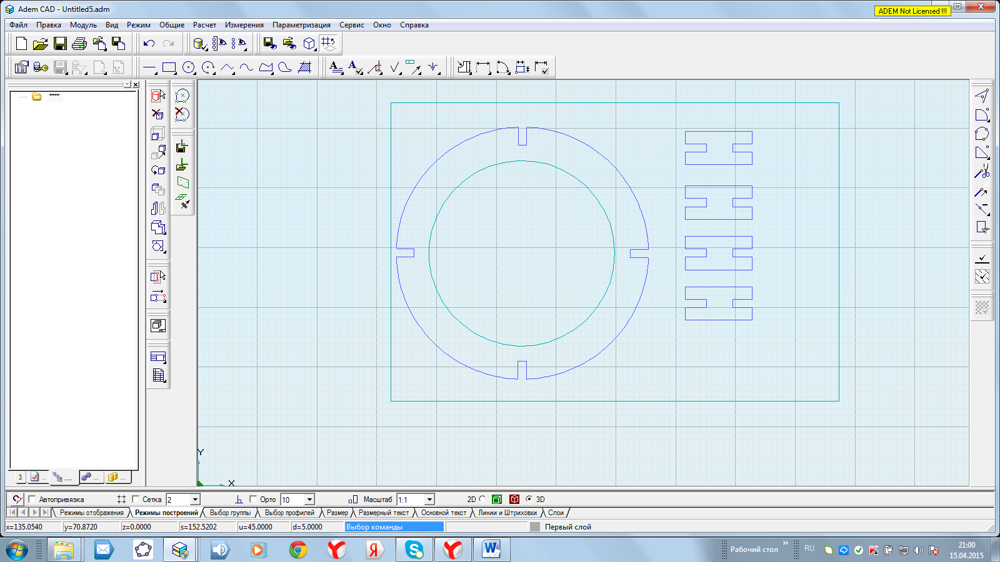 Adem CAD - Untitled5.adm
ADEM Not Licensed !!!
Файл Правка Модуль Вид Режим Общие Расчет Измерения Параметризация Сервис Окно Справка
Y
X
3 .. ... ... ...
Автопривязка Сетка 2 Орто 10 Масштаб 1:1 2D 3D
Режимы отображения Режимы построений Выбор группы Выбор профилей Размер Размерный текст Основной текст Линии и Штриховки Слои
x=135.0540 y=70.8720 z=0.0000 s=152.5202 u=45.0000 d=5.0000 Выбор команды Первый слой
Рабочий стол » RU 21:00
15.04.2015